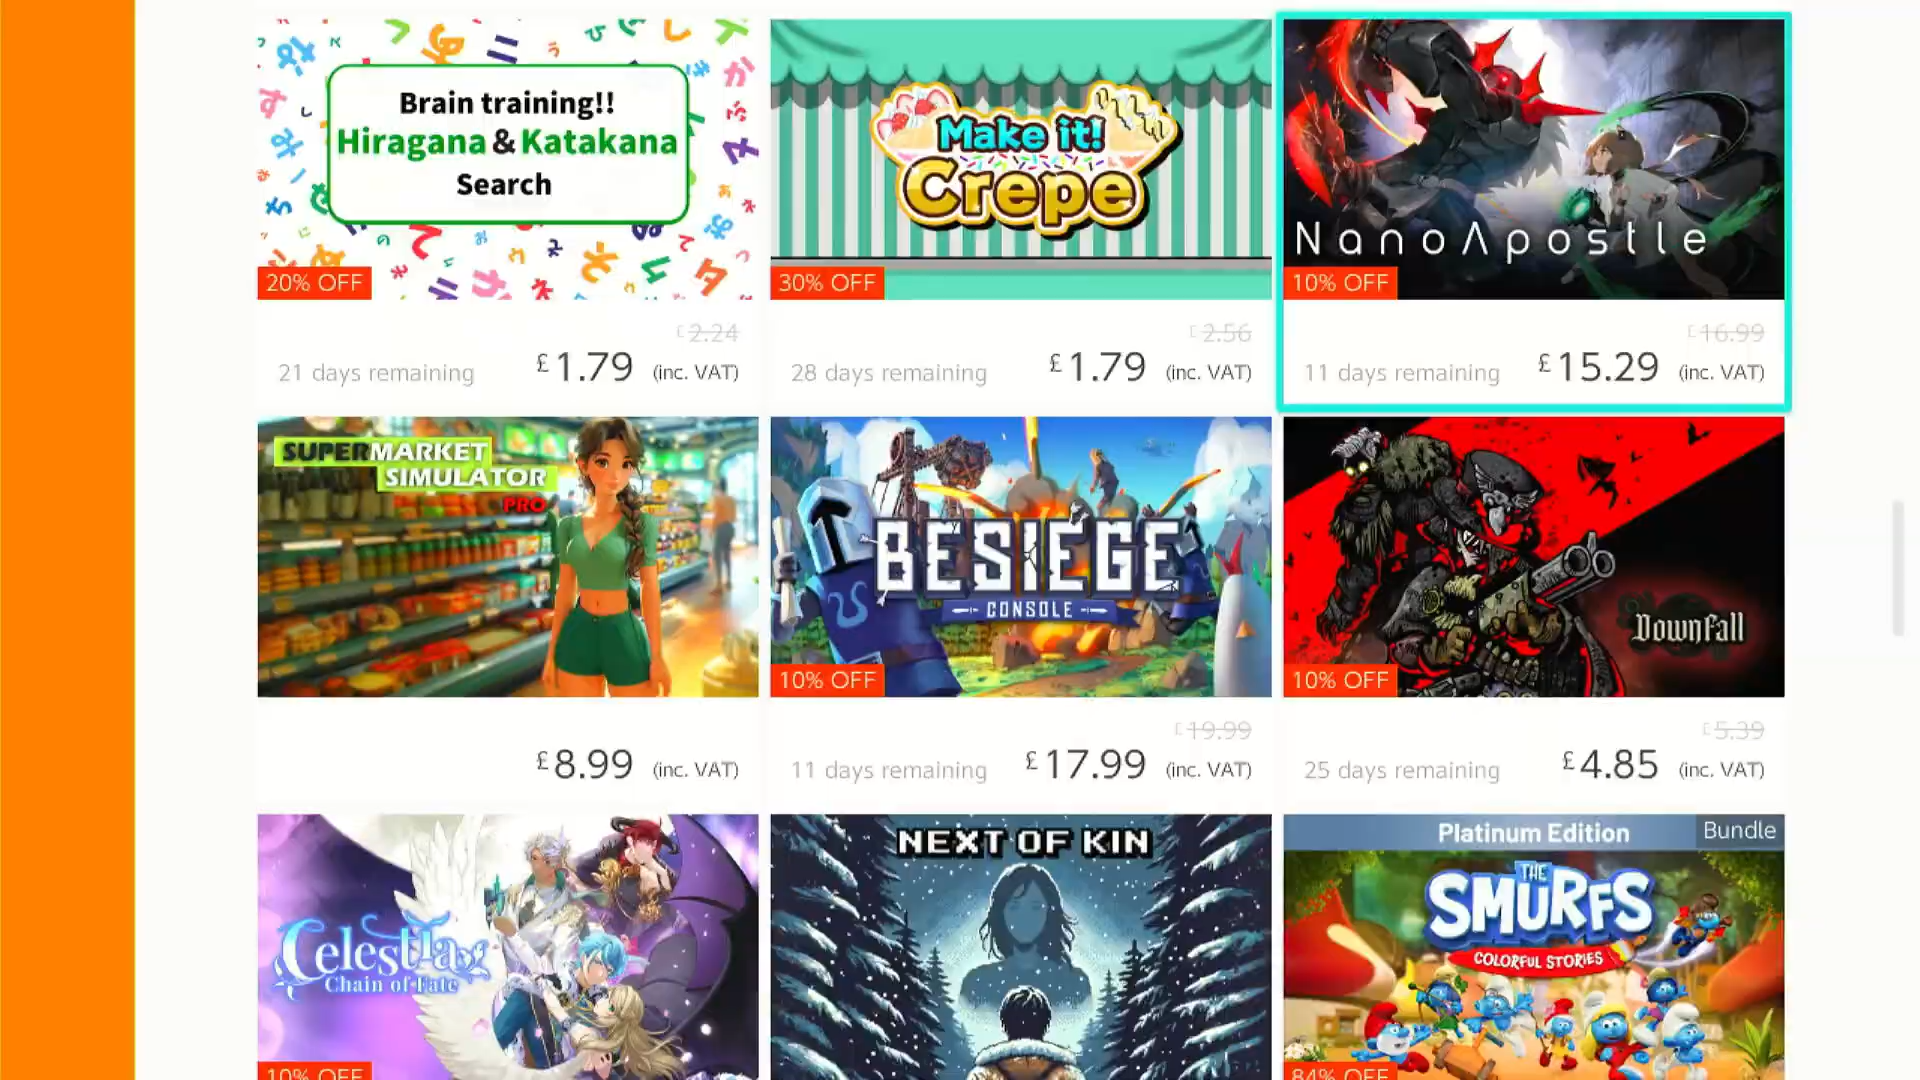 Brain training!!
Hiragana & Katakana
Search
20% OFF
£2.24
21 days remaining £1.79 (inc. VAT)
Make it!
Crepe
30% OFF
£2.56
28 days remaining £1.79 (inc. VAT)
NanoΛpostle
10% OFF
£16.99
11 days remaining £15.29 (inc. VAT)
SUPERMARKET
SIMULATOR
PRO
£8.99 (inc. VAT)
BESIEGE
CONSOLE
10% OFF
£19.99
11 days remaining £17.99 (inc. VAT)
Downfall
10% OFF
£5.39
25 days remaining £4.85 (inc. VAT)
Celestia
Chain of Fate
10% OFF
NEXT OF KIN
Platinum Edition Bundle
THE
SMURFS
COLORFUL STORIES
84% OFF